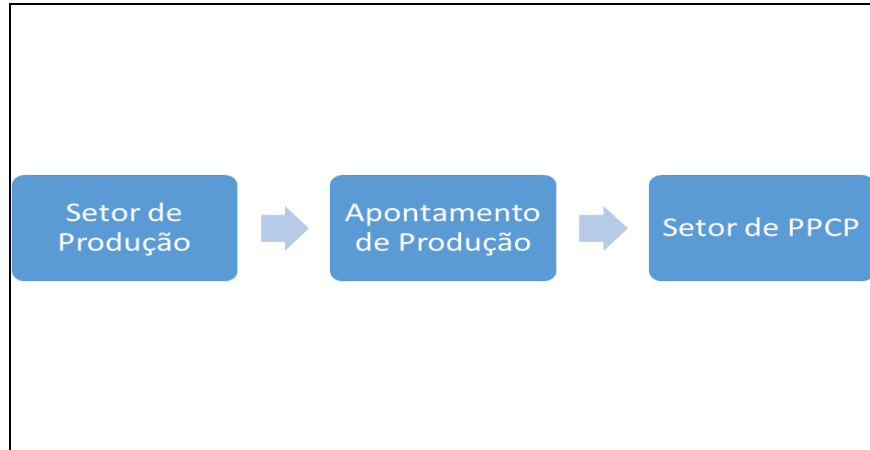 Setor de
Produção
Apontamento
de Produção
Setor de PPCP